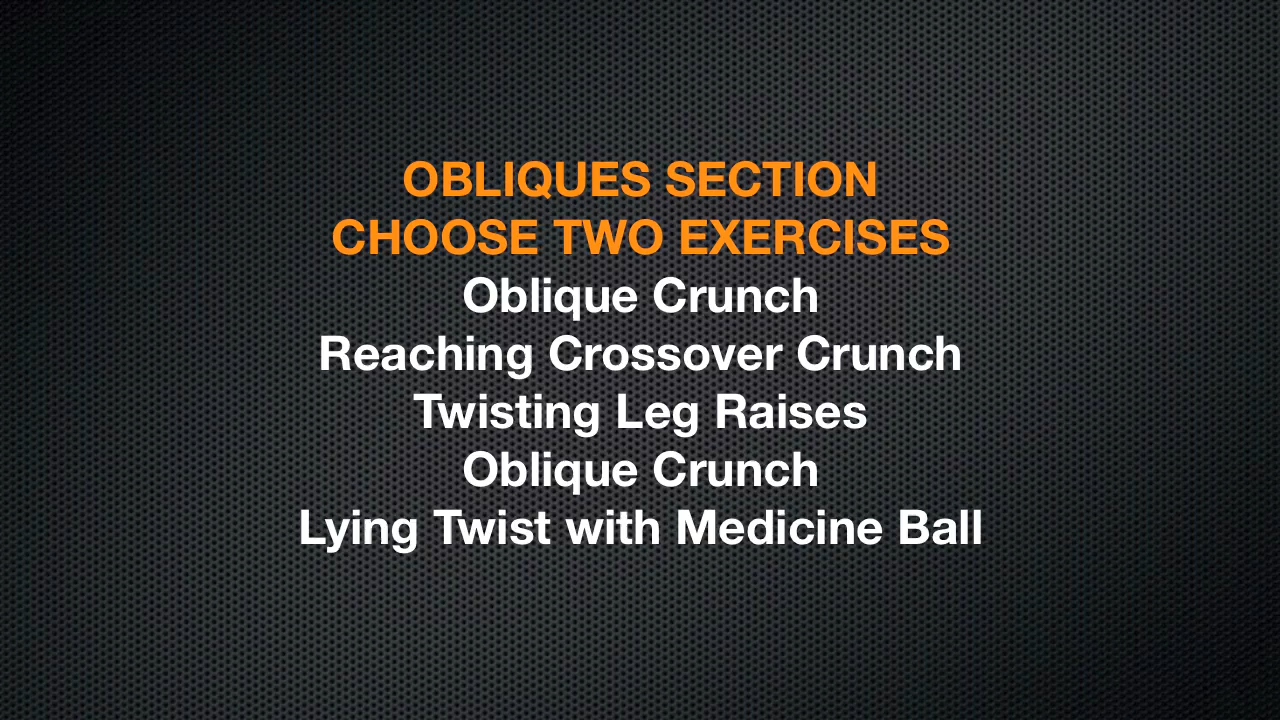 OBLIQUES SECTION
CHOOSE TWO EXERCISES
Oblique Crunch
Reaching Crossover Crunch
Twisting Leg Raises
Oblique Crunch
Lying Twist with Medicine Ball